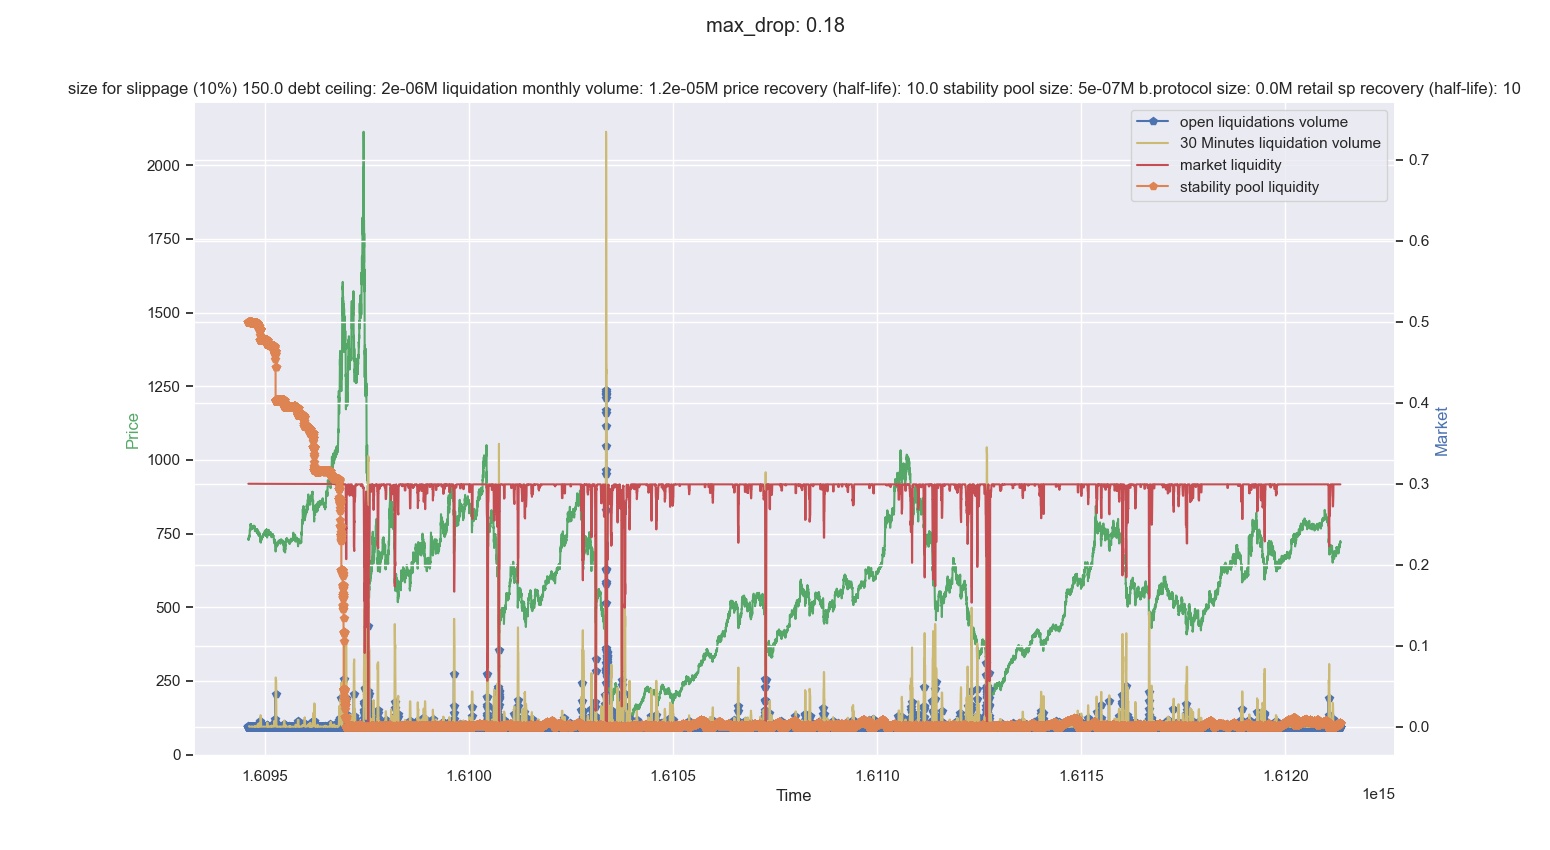 max_drop: 0.18
size for slippage (10%) 150.0 debt ceiling: 2e-06M liquidation monthly volume: 1.2e-05M price recovery (half-life): 10.0 stability pool size: 5e-07M b.protocol size: 0.0M retail sp recovery (half-life): 10
open liquidations volume
30 Minutes liquidation volume
market liquidity
stability pool liquidity
2000
1750
1500
1250
1000
750
500
250
0
Price
0.7
0.6
0.5
0.4
0.3
0.2
0.1
0.0
Market
1.6095
1.6100
1.6105
1.6110
1.6115
1.6120
Time
1e15